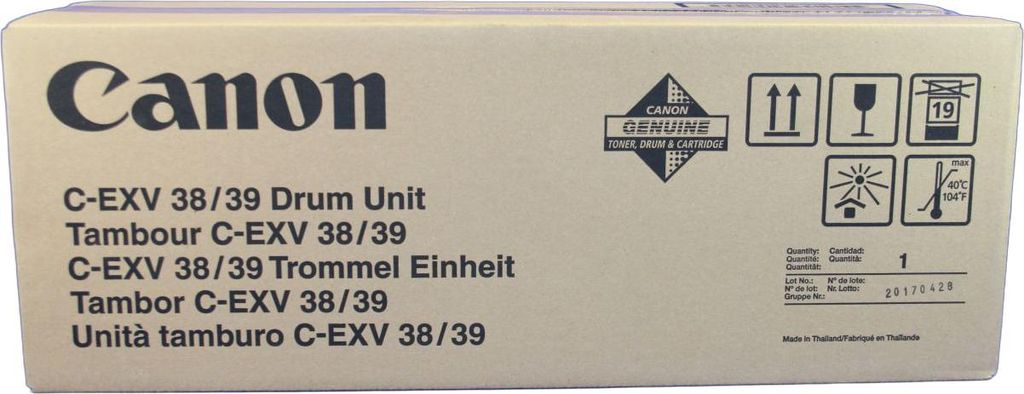 Canon
C-EXV 38/39 Drum Unit
Tambour C-EXV 38/39
C-EXV 38/39 Trommel Einheit
Tambor C-EXV 38/39
Unità tamburo C-EXV 38/39
CANON
GENUINE
TONER, DRUM & CARTRIDGE
19
max
40°C
104°F
Quantity: Cantidad:
Quantité: Quantità: 1
Quantität:
Lot No.: N° de lote:
N° de lot: Nr. Lotto: 20170428
Gruppe Nr.:
Made in Thailand/Fabriqué en Thaïlande